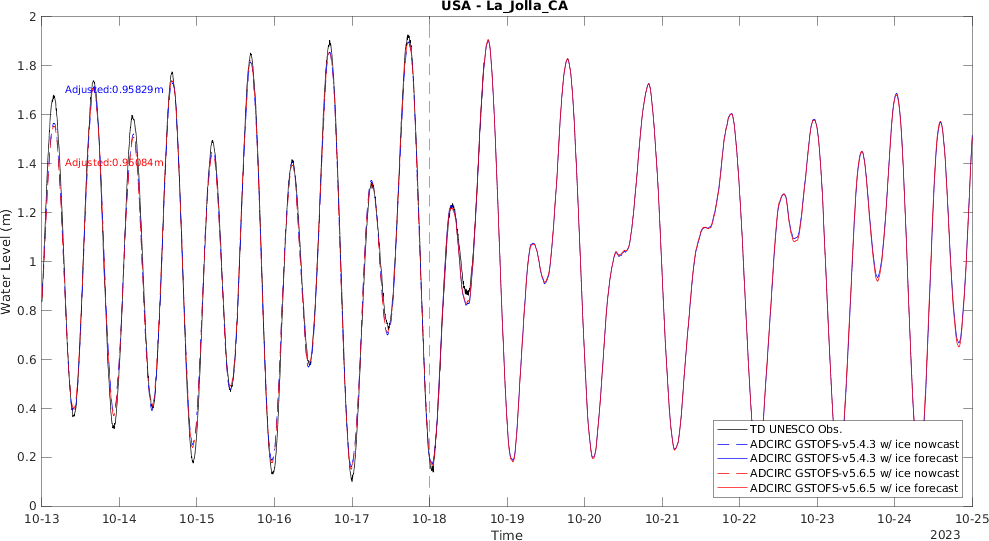 USA - La_Jolla_CA
2
1.8
1.6
1.4
1.2
1
0.8
0.6
0.4
0.2
0
Water Level (m)
Adjusted:0.95829m
Adjusted:0.95084m
TD UNESCO Obs.
ADCIRC GSTOFS-v5.4.3 w/ ice nowcast
ADCIRC GSTOFS-v5.4.3 w/ ice forecast
ADCIRC GSTOFS-v5.6.5 w/ ice nowcast
ADCIRC GSTOFS-v5.6.5 w/ ice forecast
10-13 10-14 10-15 10-16 10-17 10-18 10-19 10-20 10-21 10-22 10-23 10-24 10-25
Time
2023